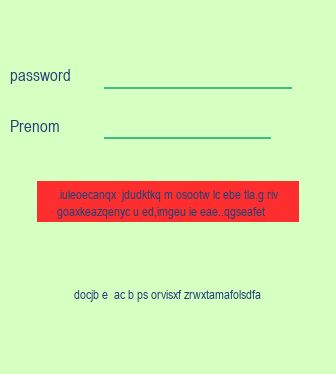 password
Prenom
.iuleoecanqx  jdudktkq m osootw lc ebe tla,g riv
goaxkeazqenyc u ed,imgeu ie eae..qgseafet
docjb e  ac b ps orvisxf zrwxtamafolsdfa